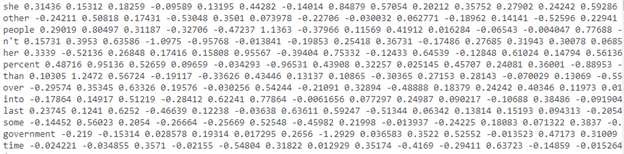 she 0.31436 0.15312 0.18259 -0.09589 0.13195 0.44282 -0.14014 0.84879 0.57054 0.20212 0.35752 0.27902 0.24242 0.59286
other -0.24211 0.50818 0.17431 -0.53048 0.3501 0.073978 -0.22706 -0.030032 0.062771 -0.18962 0.14141 -0.52596 0.22941
people 0.29019 0.80497 0.31187 -0.32706 -0.47237 1.1363 -0.37966 0.11569 0.41912 0.016284 -0.06543 -0.004047 0.77688 -
n't 0.15731 0.3953 0.63586 -1.0975 -0.95768 -0.013841 -0.19853 0.25418 0.36731 -0.17486 0.27685 0.31943 0.30078 0.0685
her 0.3339 -0.52136 0.26848 0.17416 0.15808 0.95567 -0.39404 0.75332 -0.12433 0.64539 -0.12848 0.61024 0.14794 0.56136
percent 0.48716 0.95136 0.52659 0.09659 -0.034293 -0.96531 0.43908 0.32257 0.025145 0.45707 0.24081 0.36001 -0.88953 -
than 0.10305 1.2472 0.56724 -0.19117 -0.33626 0.43446 0.13137 0.10865 -0.30365 0.27153 0.28143 -0.070029 0.13069 -0.55
over -0.29574 0.35345 0.63326 0.19576 -0.030256 0.54244 -0.21091 0.32894 -0.48888 0.18379 0.24242 0.40346 0.11973 0.01
into -0.17864 0.14917 0.51219 -0.28412 0.62241 0.77864 -0.0061656 0.077297 0.24987 0.090217 -0.10688 0.38486 -0.091904
last 0.23745 0.1241 0.6252 -0.46639 0.12238 -0.03638 0.63611 0.59247 -0.51344 0.06342 0.13814 0.15193 0.094313 -0.2054
some -0.14452 0.56023 0.2054 -0.26664 -0.25669 0.52548 -0.45982 0.21998 -0.013937 -0.24225 0.18083 0.071322 0.3837 -0.
government -0.219 -0.15314 0.028578 0.19314 0.017295 0.2656 -1.2929 0.036583 0.3522 0.52552 -0.013523 0.47173 0.31009
time -0.024221 -0.034855 0.3571 -0.02155 -0.54804 0.31822 0.012929 0.35174 -0.4169 -0.29411 0.63723 -0.14859 -0.015264